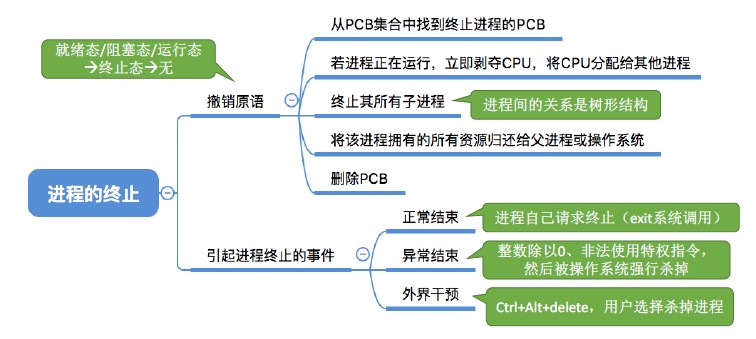 就绪态/阻塞态/运行态
→终止态→无
从PCB集合中找到终止进程的PCB
若进程正在运行，立即剥夺CPU，将CPU分配给其他进程
撤销原语
终止其所有子进程
进程间的关系是树形结构
将该进程拥有的所有资源归还给父进程或操作系统
删除PCB
进程的终止
正常结束
进程自己请求终止（exit系统调用）
引起进程终止的事件
异常结束
整数除以0、非法使用特权指令，
然后被操作系统强行杀掉
外界干预
Ctrl+Alt+delete，用户选择杀掉进程